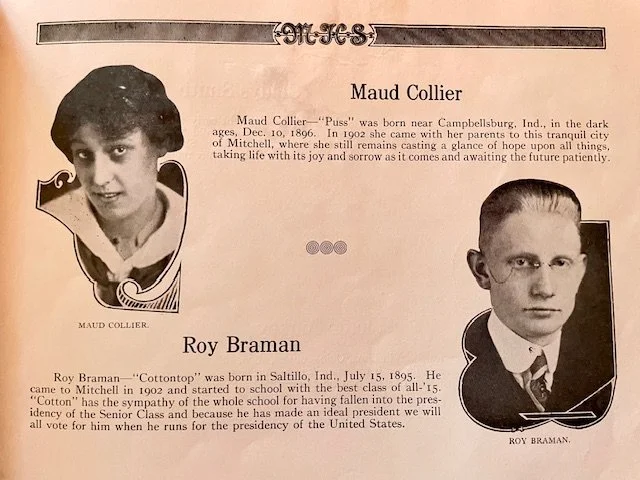 M·H·S
Maud Collier
Maud Collier—"Puss" was born near Campbellsburg, Ind., in the dark
ages, Dec. 10, 1896. In 1902 she came with her parents to this tranquil city
of Mitchell, where she still remains casting a glance of hope upon all things,
taking life with its joy and sorrow as it comes and awaiting the future patiently.
MAUD COLLIER.
Roy Braman
Roy Braman—"Cottontop" was born in Saltillo, Ind., July 15, 1895. He
came to Mitchell in 1902 and started to school with the best class of all-'15.
"Cotton" has the sympathy of the whole school for having fallen into the pres-
idency of the Senior Class and because he has made an ideal president we will
all vote for him when he runs for the presidency of the United States.
ROY BRAMAN.